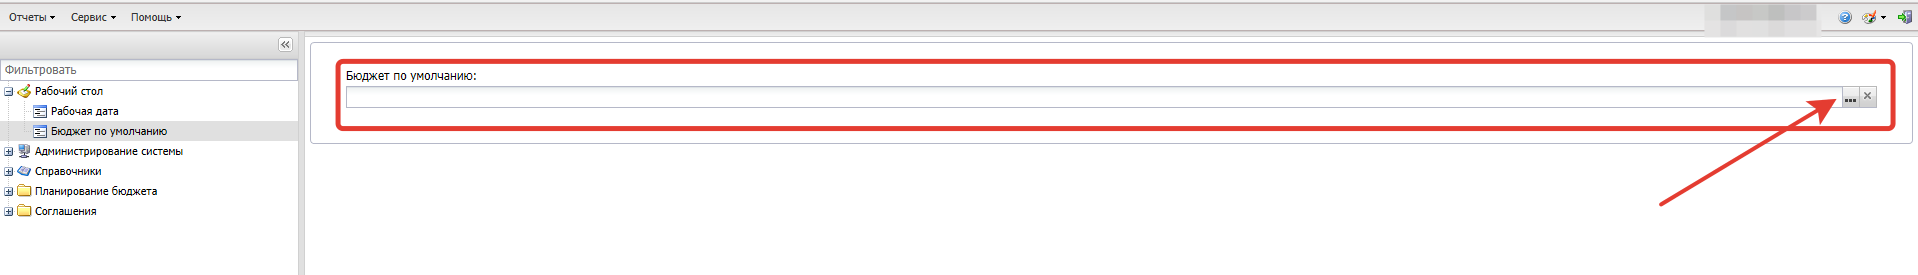 Отчеты Сервис Помощь
Фильтровать
Рабочий стол
Рабочая дата
Бюджет по умолчанию
Администрирование системы
Справочники
Планирование бюджета
Соглашения
Бюджет по умолчанию: